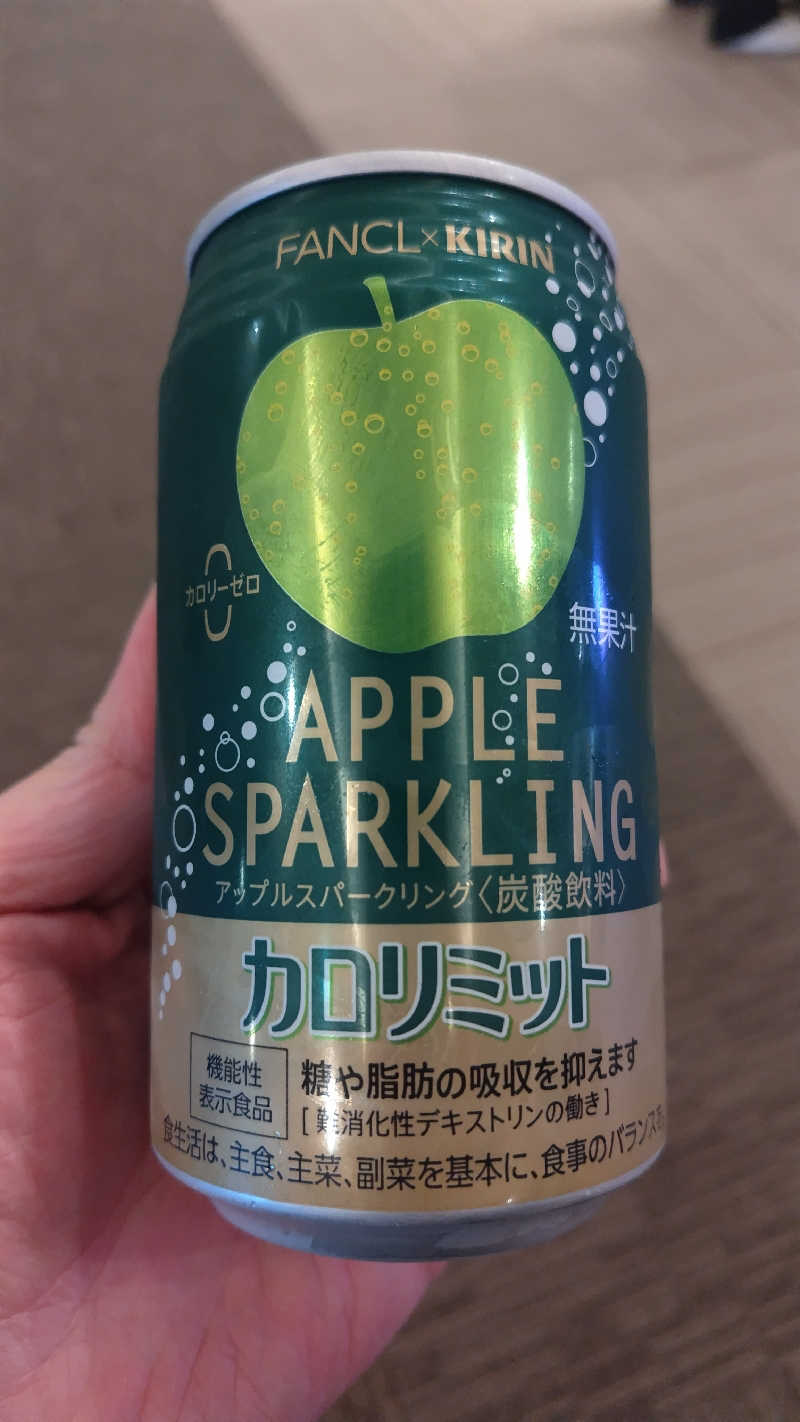 FANCL×KIRIN
カロリーゼロ
無果汁
APPLE
SPARKLING
アップルスパークリング〈炭酸飲料〉
カロリミット
機能性
表示食品
糖や脂肪の吸収を抑えます
[難消化性デキストリンの働き]
食生活は、主食、主菜、副菜を基本に、食事のバランスを